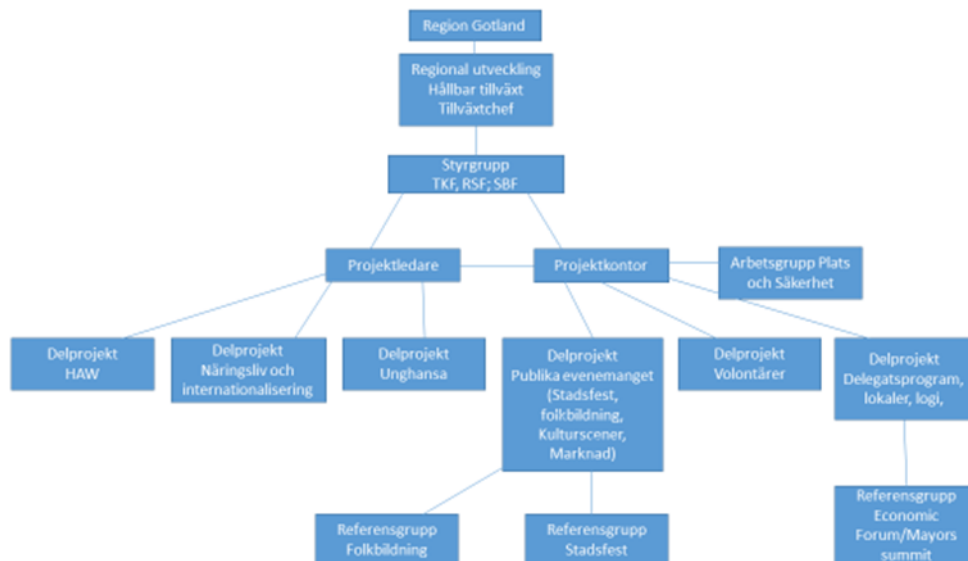 Region Gotland
Regional utveckling
Hållbar tillväxt
Tillväxtchef
Styrgrupp
TKF, RSF; SBF
Projektledare
Projektkontor
Arbetsgrupp Plats
och Säkerhet
Delprojekt
HAW
Delprojekt
Näringsliv och
internationalisering
Delprojekt
Unghansa
Delprojekt
Publika evenemanget
(Stadsfest,
folkbildning,
Kulturscener,
Marknad)
Delprojekt
Volontärer
Delprojekt
Delegatsprogram,
lokaler, logi,
Referensgrupp
Folkbildning
Referensgrupp
Stadsfest
Referensgrupp
Economic
Forum/Mayors
summit